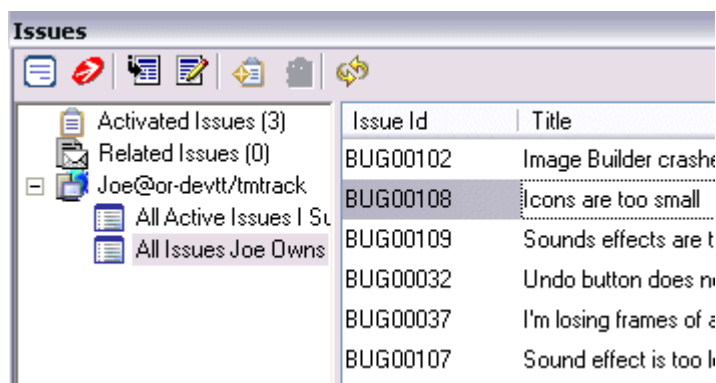 Issues
Activated Issues (3)
Related Issues (0)
Joe@or-devtt/tmtrack
All Active Issues I
All Issues Joe Owns
Issue Id Title
BUG00102 Image Builder
BUG00108 Icons are too small
BUG00109 Sounds effects are
BUG00032 Undo button does
BUG00037 I'm losing frames of
BUG00107 Sound effect is too